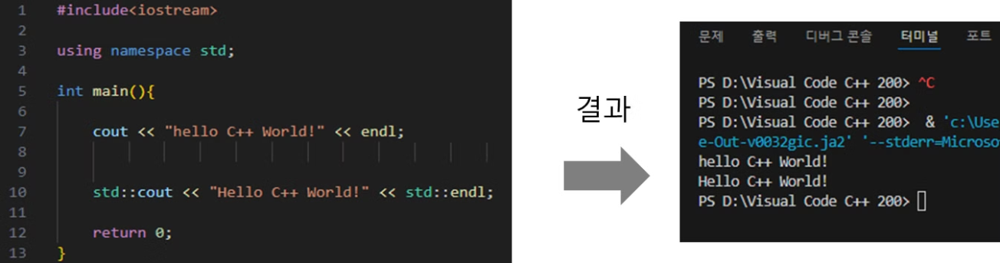 1 #include<iostream>
2
3 using namespace std;
4
5 int main(){
6
7 cout << "hello C++ World!" << endl;
8
9
10 std::cout << "Hello C++ World!" << std::endl;
11
12 return 0;
13 }
결과
문제 출력 디버그 콘솔 터미널 포트
PS D:\Visual Code C++ 200> ^C
PS D:\Visual Code C++ 200>
PS D:\Visual Code C++ 200> & 'c:\Use
e-Out-v0032gic.ja2' '--stderr=Microso
hello C++ World!
Hello C++ World!
PS D:\Visual Code C++ 200>